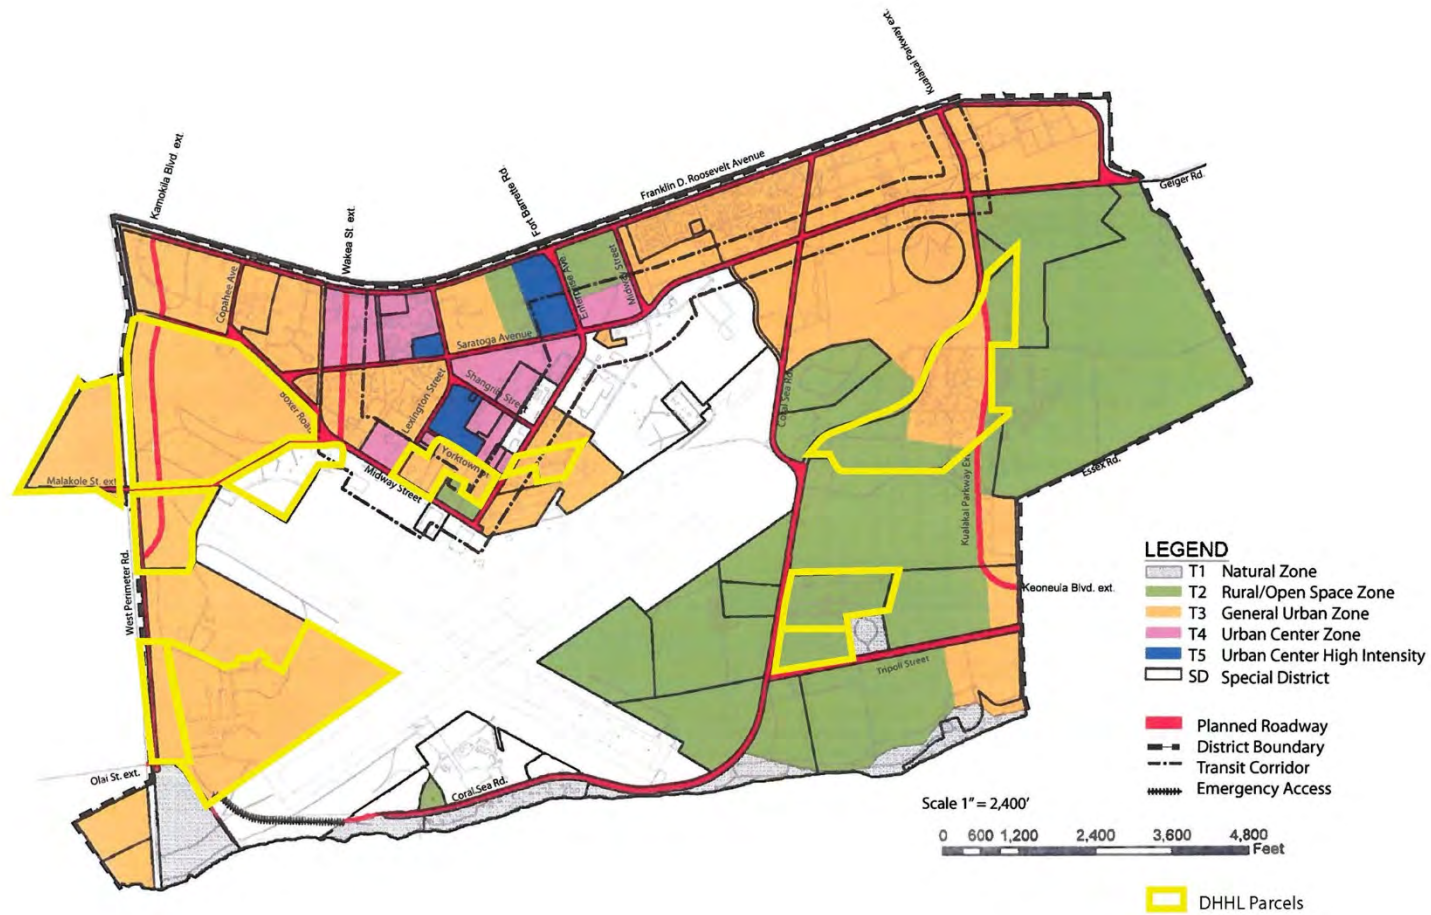 Kualakai Parkway ext.
Kamokila Blvd. ext.
Wakea St. ext.
Fort Barrette Rd.
Franklin D. Roosevelt Avenue
Geiger Rd.
Copahee Ave
Enterprise Ave
Midway Street
Saratoga Avenue
Shangrila Street
Lexington Street
Boxer Road
Coral Sea Rd.
Yorktown
Midway Street
Malakole St. ext.
Essex Rd.
Kualakai Parkway Ext.
West Perimeter Rd.
Keoneula Blvd. ext.
Tripoli Street
Olai St. ext.
Coral Sea Rd.
LEGEND
T1 Natural Zone
T2 Rural/Open Space Zone
T3 General Urban Zone
T4 Urban Center Zone
T5 Urban Center High Intensity
SD Special District
Planned Roadway
District Boundary
Transit Corridor
Emergency Access
Scale 1" = 2,400'
0 600 1,200 2,400 3,600 4,800
Feet
DHHL Parcels